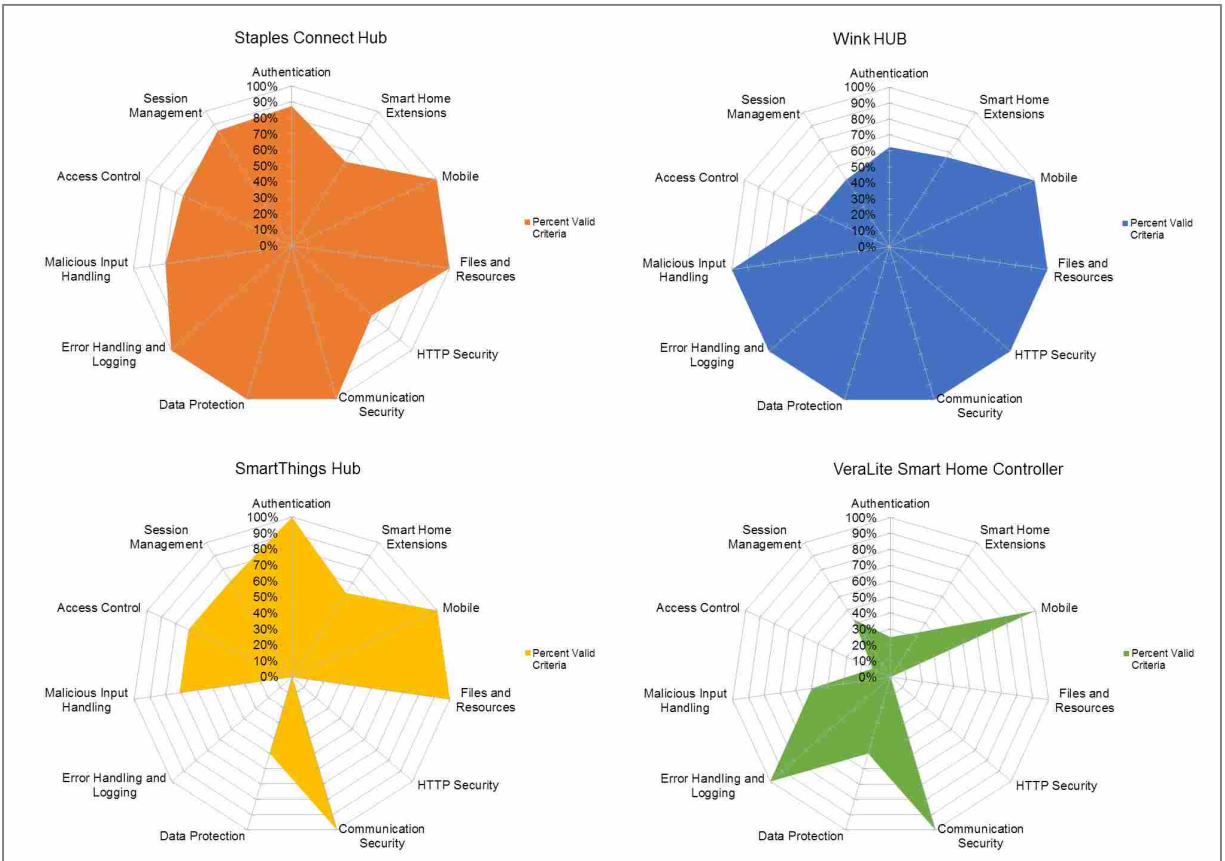 Staples Connect Hub
Authentication
100%
90%
80%
70%
60%
50%
40%
30%
20%
10%
0%
Smart Home
Extensions
Mobile
Files and
Resources
HTTP Security
Communication
Security
Data Protection
Error Handling and
Logging
Malicious Input
Handling
Access Control
Session
Management
Percent Valid
Criteria
Wink HUB
Authentication
100%
90%
80%
70%
60%
50%
40%
30%
20%
10%
0%
Smart Home
Extensions
Mobile
Files and
Resources
HTTP Security
Communication
Security
Data Protection
Error Handling and
Logging
Malicious Input
Handling
Access Control
Session
Management
Percent Valid
Criteria
SmartThings Hub
Authentication
100%
90%
80%
70%
60%
50%
40%
30%
20%
10%
0%
Smart Home
Extensions
Mobile
Files and
Resources
HTTP Security
Communication
Security
Data Protection
Error Handling and
Logging
Malicious Input
Handling
Access Control
Session
Management
Percent Valid
Criteria
VeraLite Smart Home Controller
Authentication
100%
90%
80%
70%
60%
50%
40%
30%
20%
10%
0%
Smart Home
Extensions
Mobile
Files and
Resources
HTTP Security
Communication
Security
Data Protection
Error Handling and
Logging
Malicious Input
Handling
Access Control
Session
Management
Percent Valid
Criteria